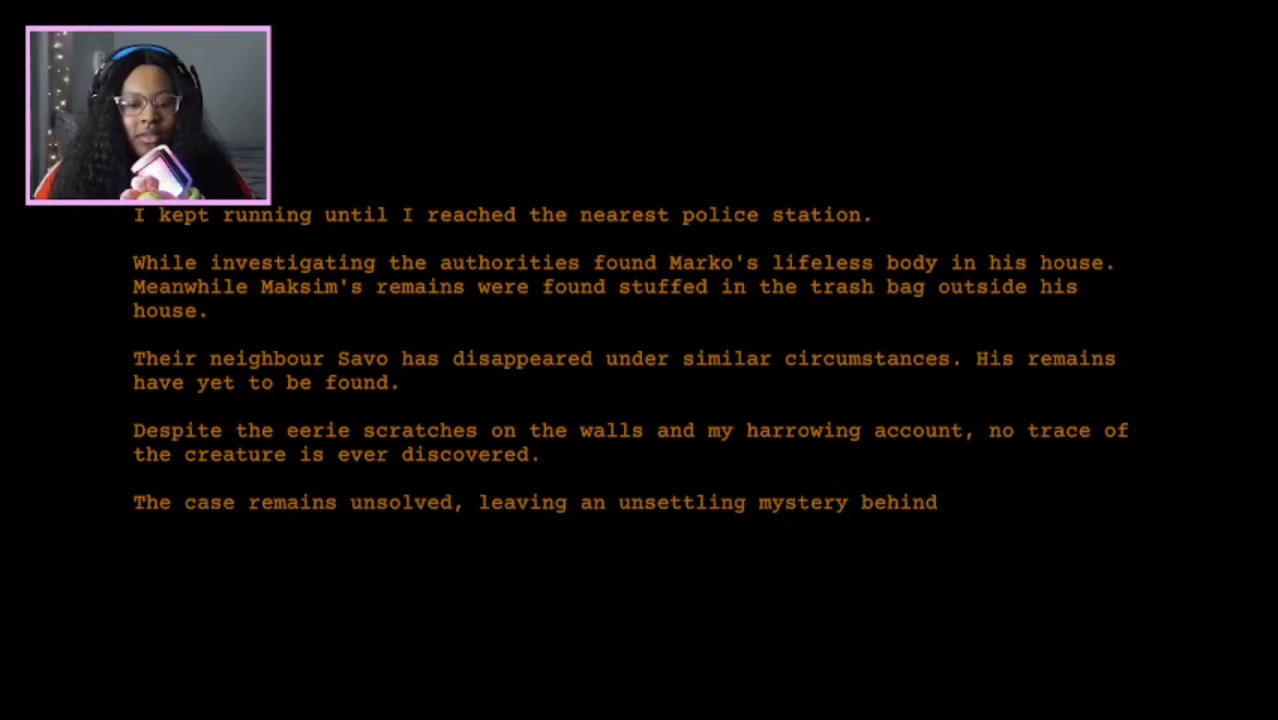 I kept running until I reached the nearest police station.
While investigating the authorities found Marko's lifeless body in his house.
Meanwhile Maksim's remains were found stuffed in the trash bag outside his
house.
Their neighbour Savo has disappeared under similar circumstances. His remains
have yet to be found.
Despite the eerie scratches on the walls and my harrowing account, no trace of
the creature is ever discovered.
The case remains unsolved, leaving an unsettling mystery behind